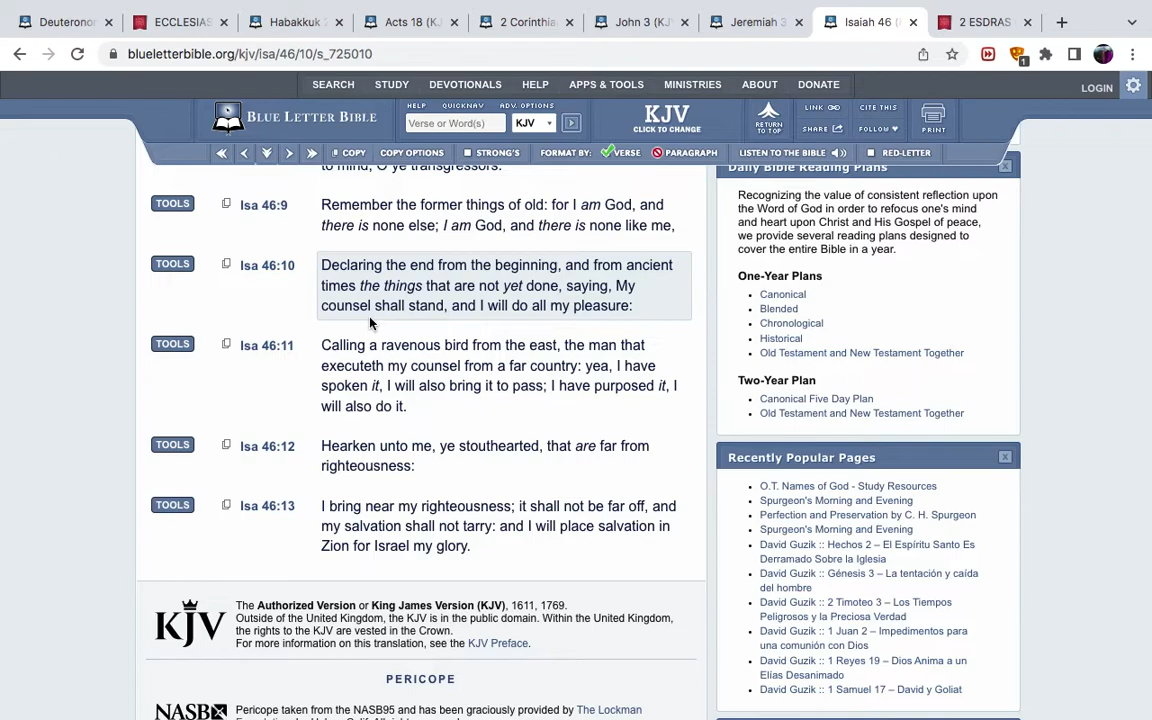 Deuteronon
ECCLESIAS
Habakkuk 2
Acts 18 (KJ
2 Corinthia
John 3 (KJV
Jeremiah 3
Isaiah 46 (
2 ESDRAS
blueletterbible.org/kjv/isa/46/10/s_725010
1
SEARCH STUDY DEVOTIONALS HELP APPS & TOOLS MINISTRIES ABOUT DONATE
LOGIN
BLUE LETTER BIBLE
HELP QUICKNAV ADV. OPTIONS
Verse or Word(s) KJV
KJV
CLICK TO CHANGE
RETURN
TO TOP
LINK CITE THIS
SHARE FOLLOW
PRINT
COPY COPY OPTIONS STRONG'S FORMAT BY: VERSE PARAGRAPH LISTEN TO THE BIBLE RED-LETTER
to mind, O ye transgressors.
TOOLS Isa 46:9 Remember the former things of old: for I am God, and
there is none else; I am God, and there is none like me,
TOOLS Isa 46:10 Declaring the end from the beginning, and from ancient
times the things that are not yet done, saying, My
counsel shall stand, and I will do all my pleasure:
TOOLS Isa 46:11 Calling a ravenous bird from the east, the man that
executeth my counsel from a far country: yea, I have
spoken it, I will also bring it to pass; I have purposed it, I
will also do it.
TOOLS Isa 46:12 Hearken unto me, ye stouthearted, that are far from
righteousness:
TOOLS Isa 46:13 I bring near my righteousness; it shall not be far off, and
my salvation shall not tarry: and I will place salvation in
Zion for Israel my glory.
KJV
The Authorized Version or King James Version (KJV), 1611, 1769.
Outside of the United Kingdom, the KJV is in the public domain. Within the United Kingdom,
the rights to the KJV are vested in the Crown.
For more information on this translation, see the KJV Preface.
PERICOPE
NASB
Pericope taken from the NASB95 and has been graciously provided by The Lockman
Daily Bible Reading Plans
Recognizing the value of consistent reflection upon
the Word of God in order to refocus one's mind
and heart upon Christ and His Gospel of peace,
we provide several reading plans designed to
cover the entire Bible in a year.
One-Year Plans
Canonical
Blended
Chronological
Historical
Old Testament and New Testament Together
Two-Year Plan
Canonical Five Day Plan
Old Testament and New Testament Together
Recently Popular Pages
O.T. Names of God - Study Resources
Spurgeon's Morning and Evening
Perfection and Preservation by C. H. Spurgeon
Spurgeon's Morning and Evening
David Guzik :: Hechos 2 – El Espíritu Santo Es
Derramado Sobre la Iglesia
David Guzik :: Génesis 3 – La tentación y caída
del hombre
David Guzik :: 2 Timoteo 3 – Los Tiempos
Peligrosos y la Preciosa Verdad
David Guzik :: 1 Juan 2 – Impedimentos para
una comunión con Dios
David Guzik :: 1 Reyes 19 – Dios Anima a un
Elías Desanimado
David Guzik :: 1 Samuel 17 – David y Goliat